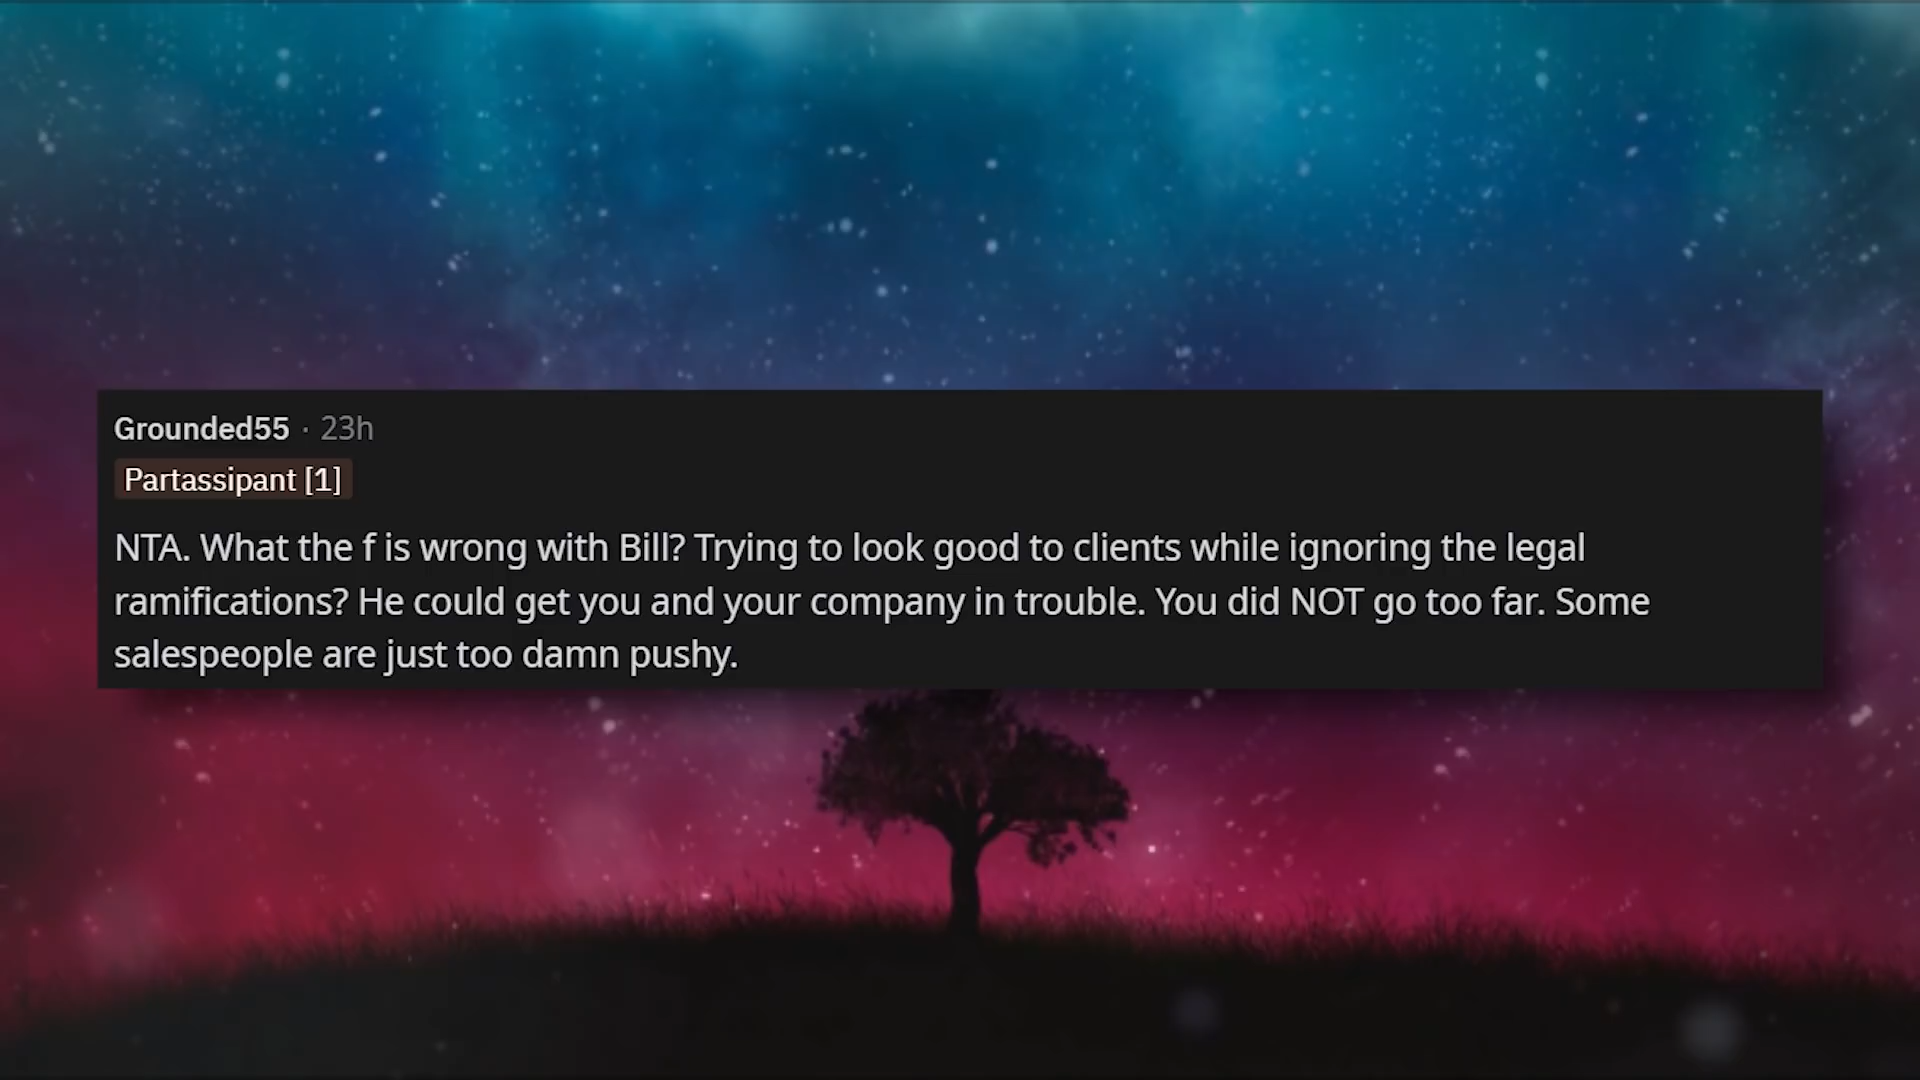 Grounded55 · 23h
Partassipant [1]
NTA. What the f is wrong with Bill? Trying to look good to clients while ignoring the legal
ramifications? He could get you and your company in trouble. You did NOT go too far. Some
salespeople are just too damn pushy.